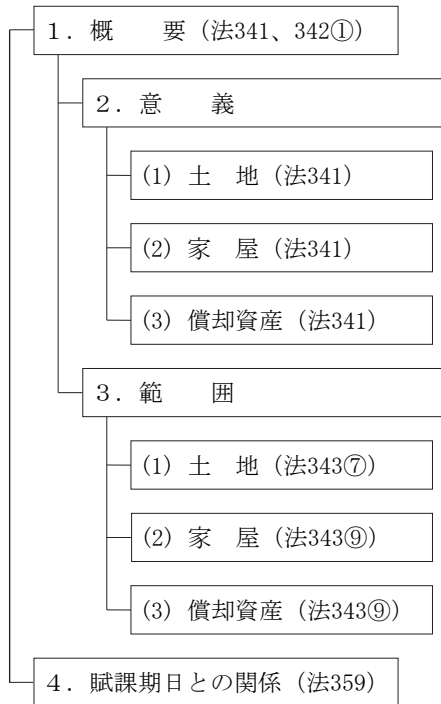 １．概　　要（法341、342①）
２．意　　義
(1) 土　地（法341）
(2) 家　屋（法341）
(3) 償却資産（法341）
３．範　　囲
(1) 土　地（法343⑦）
(2) 家　屋（法343⑨）
(3) 償却資産（法343⑨）
４．賦課期日との関係（法359）